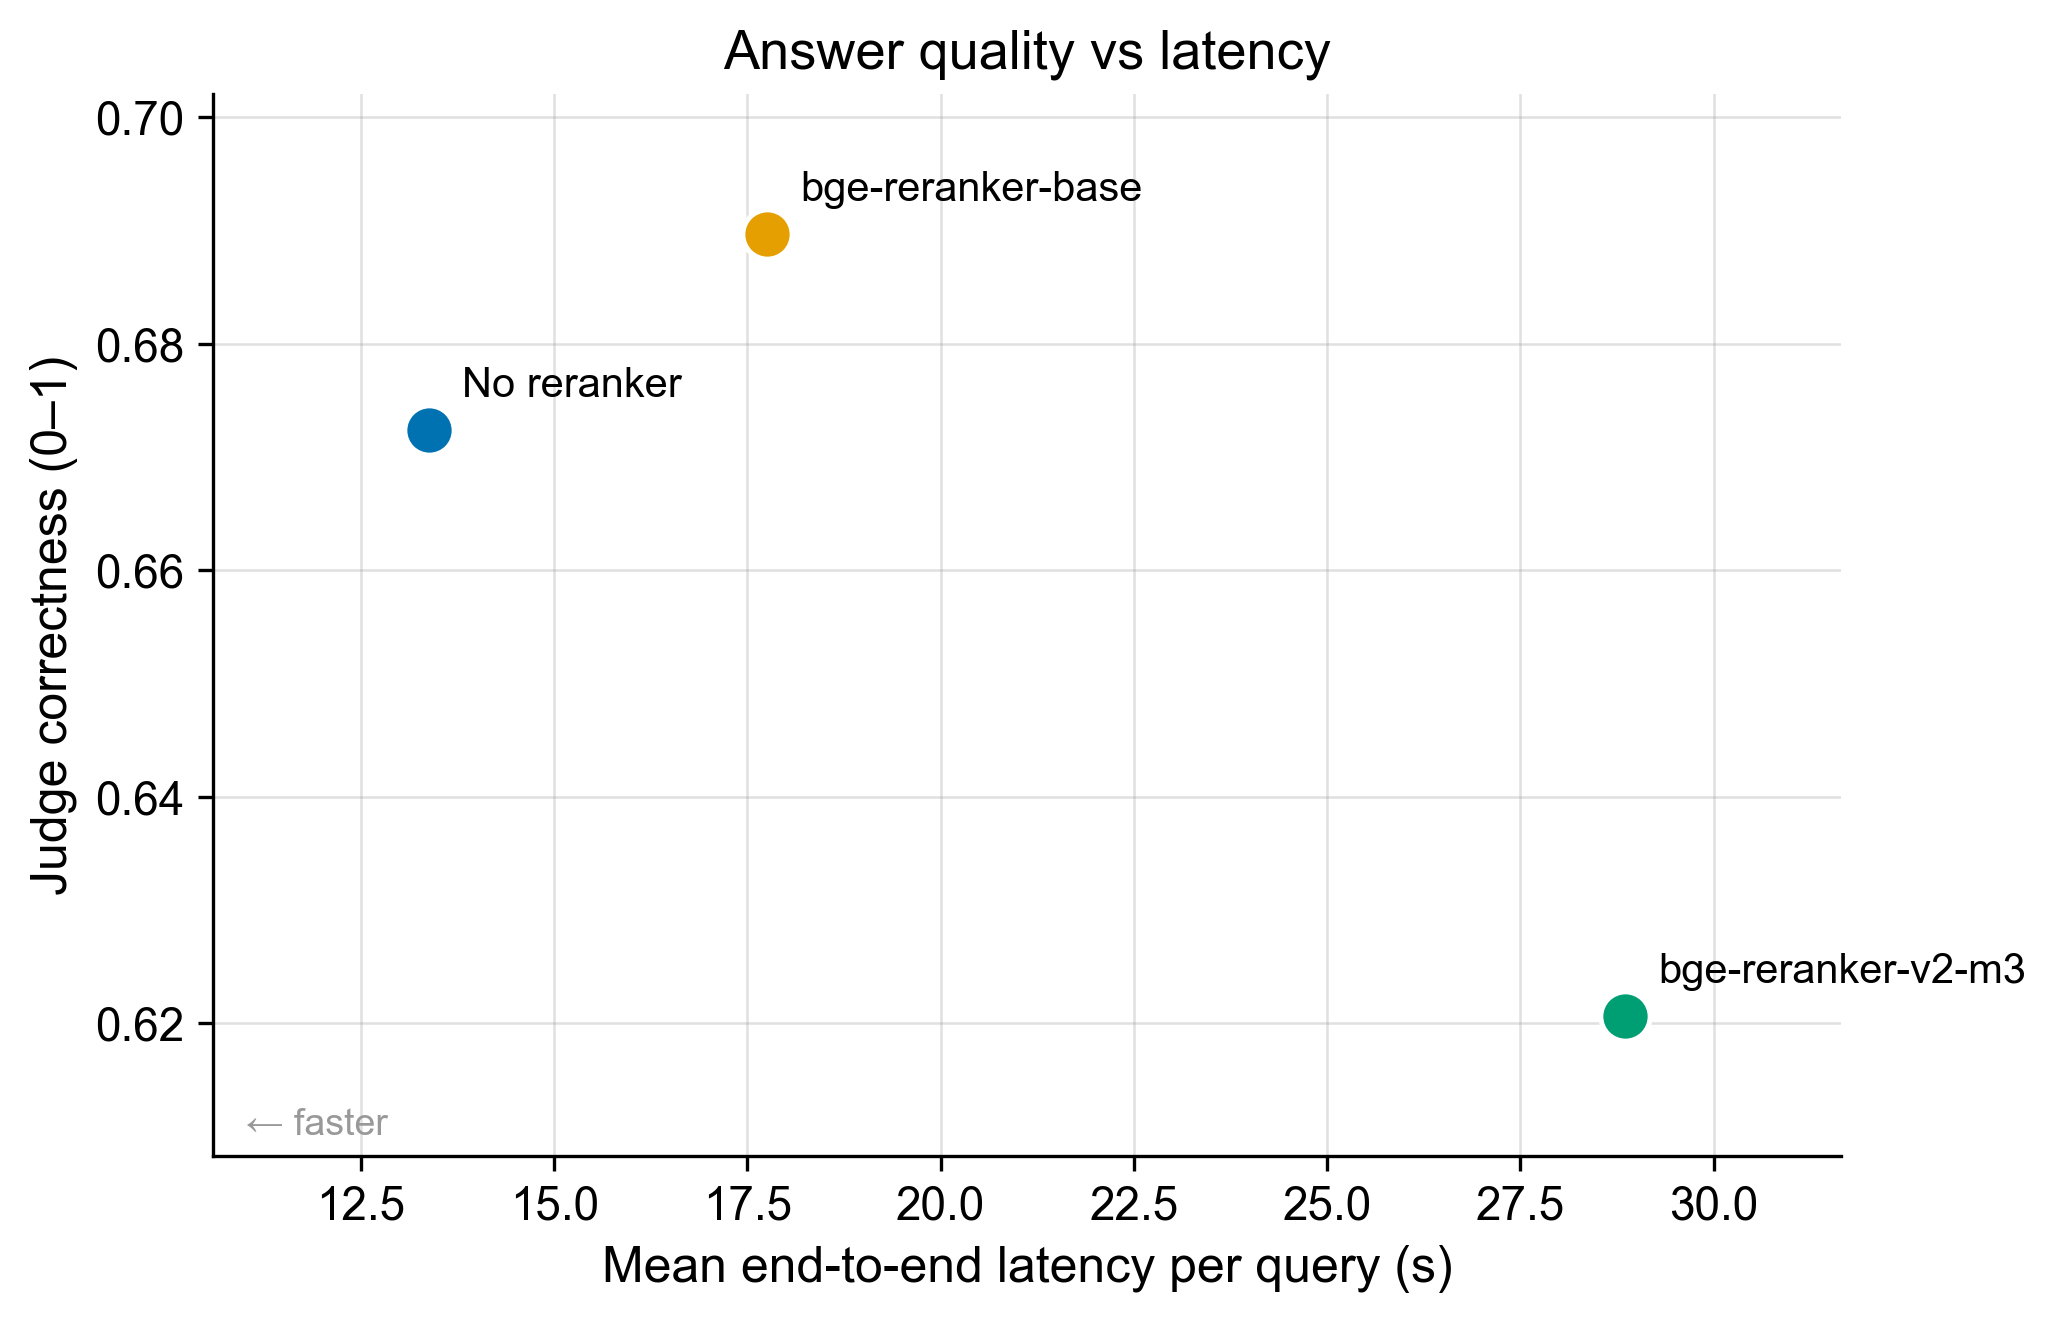 Answer quality vs latency
0.70
bge-reranker-base
0.68
No reranker
0.66
Judge correctness (0–1)
0.64
bge-reranker-v2-m3
0.62
← faster
12.5 15.0 17.5 20.0 22.5 25.0 27.5 30.0
Mean end-to-end latency per query (s)